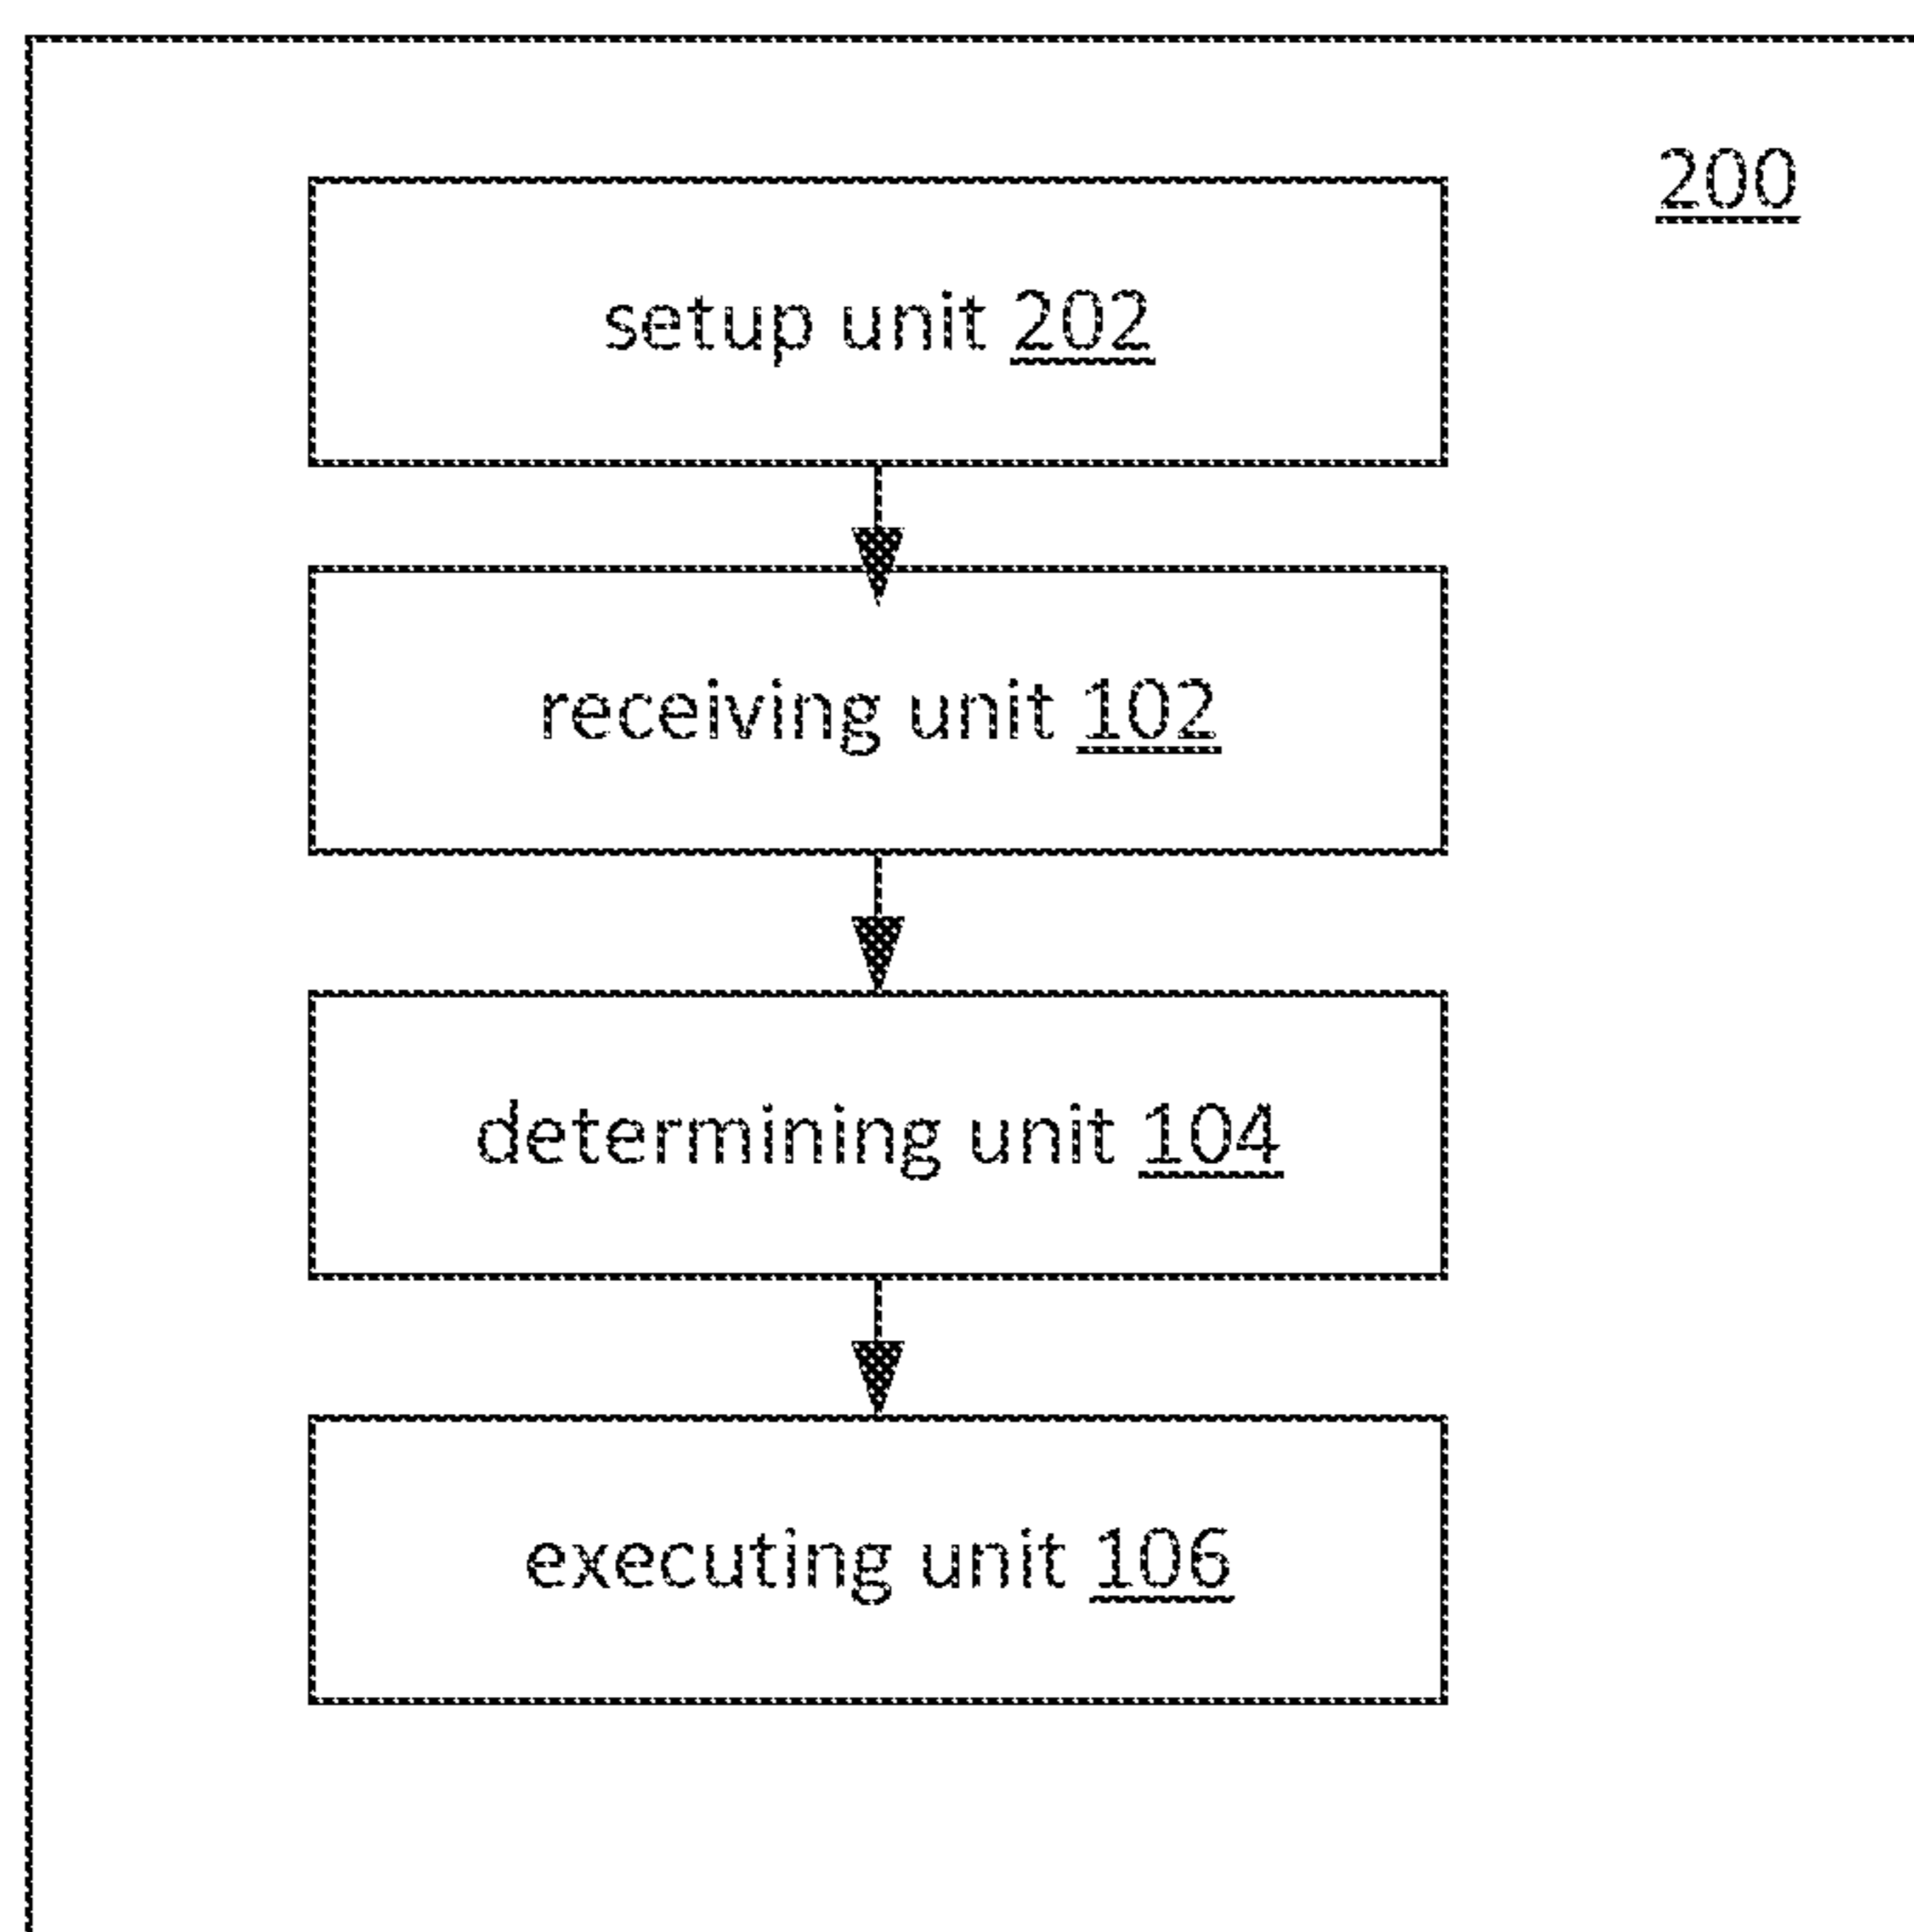 200
setup unit 202
receiving unit 102
determining unit 104
executing unit 106